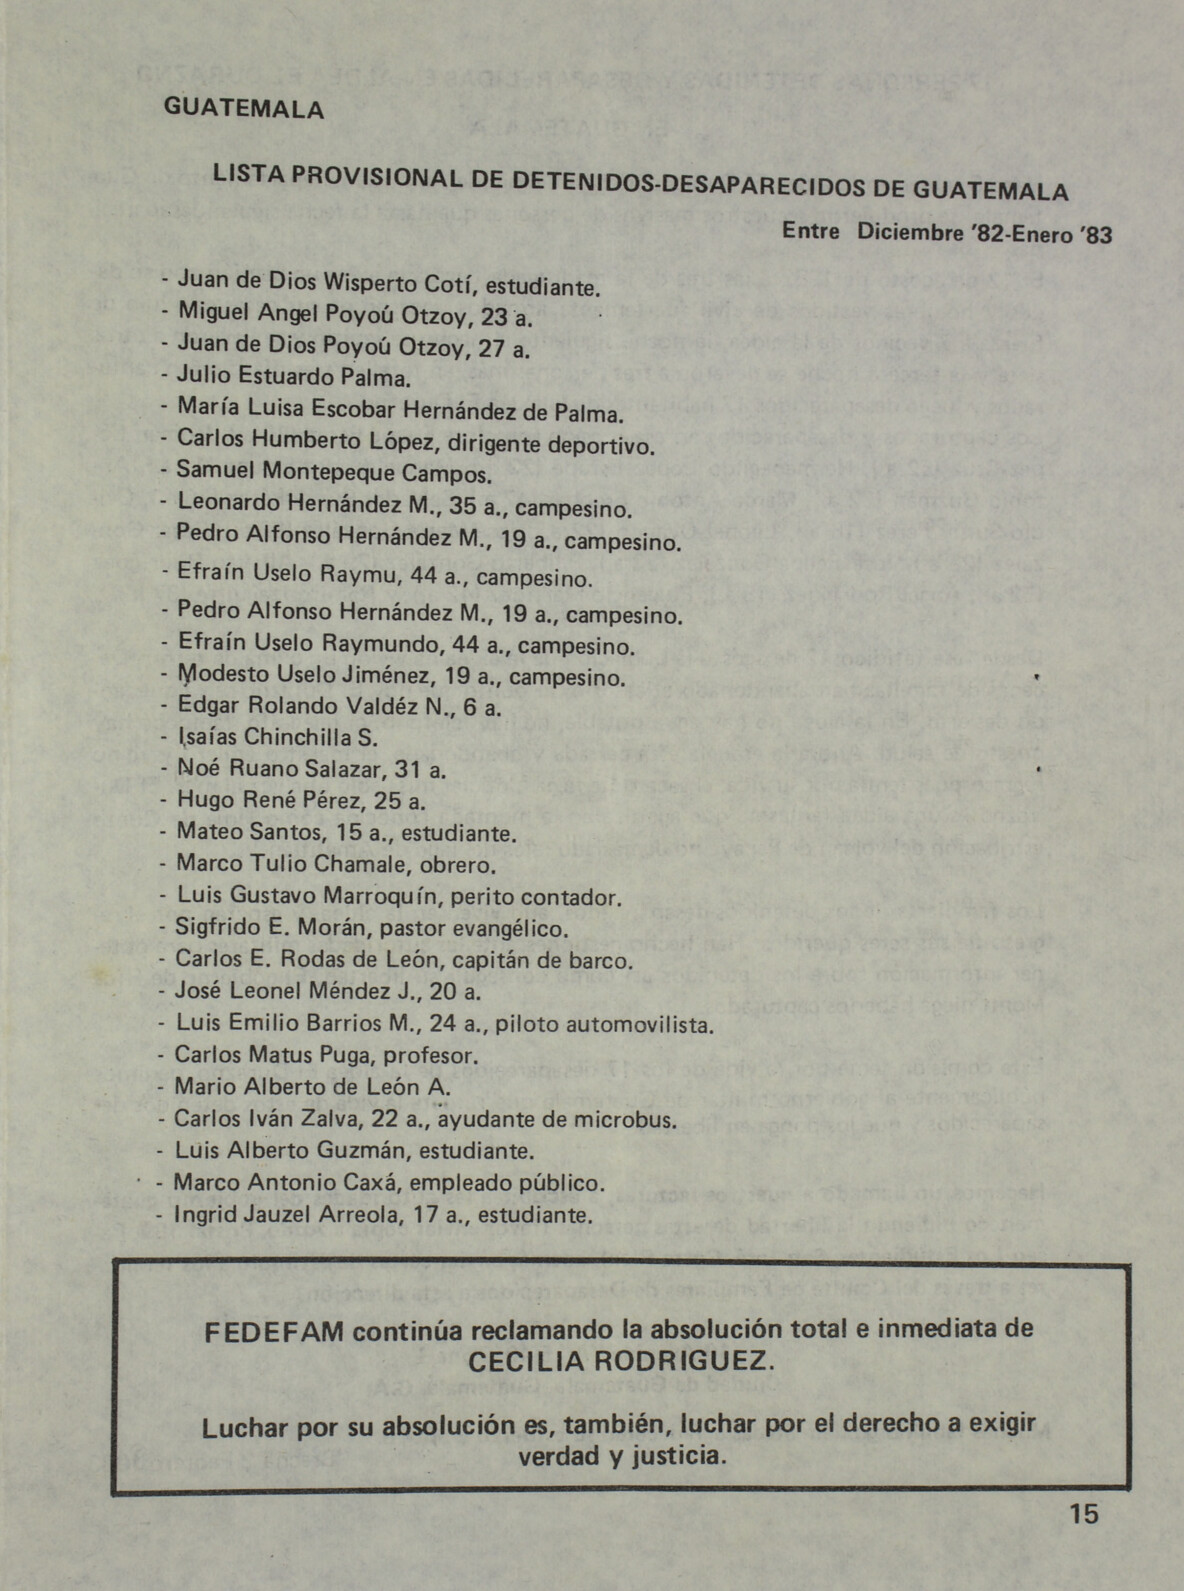 GUATEMALA
LISTA PROVISIONAL DE DETENIDOS-DESAPARECIDOS DE GUATEMALA
Entre Diciembre '82-Enero '83
- Juan de Dios Wisperto Cotí, estudiante.
- Miguel Angel Poyoú Otzoy, 23 a.
- Juan de Dios Poyoú Otzoy, 27 a.
- Julio Estuardo Palma.
- María Luisa Escobar Hernández de Palma.
- Carlos Humberto López, dirigente deportivo.
- Samuel Montepeque Campos.
- Leonardo Hernández M., 35 a., campesino.
- Pedro Alfonso Hernández M., 19 a., campesino.
- Efraín Uselo Raymu, 44 a., campesino.
- Pedro Alfonso Hernández M., 19 a., campesino.
- Efraín Uselo Raymundo, 44 a., campesino.
- Modesto Uselo Jiménez, 19 a., campesino.
- Edgar Rolando Valdéz N., 6 a.
- Isaías Chinchilla S.
- Noé Ruano Salazar, 31 a.
- Hugo René Pérez, 25 a.
- Mateo Santos, 15 a., estudiante.
- Marco Tulio Chamale, obrero.
- Luis Gustavo Marroquín, perito contador.
- Sigfrido E. Morán, pastor evangélico.
- Carlos E. Rodas de León, capitán de barco.
- José Leonel Méndez J., 20 a.
- Luis Emilio Barrios M., 24 a., piloto automovilista.
- Carlos Matus Puga, profesor.
- Mario Alberto de León A.
- Carlos Iván Zalva, 22 a., ayudante de microbus.
- Luis Alberto Guzmán, estudiante.
- Marco Antonio Caxá, empleado público.
- Ingrid Jauzel Arreola, 17 a., estudiante.
FEDEFAM continúa reclamando la absolución total e inmediata de
CECILIA RODRIGUEZ.
Luchar por su absolución es, también, luchar por el derecho a exigir
verdad y justicia.
15